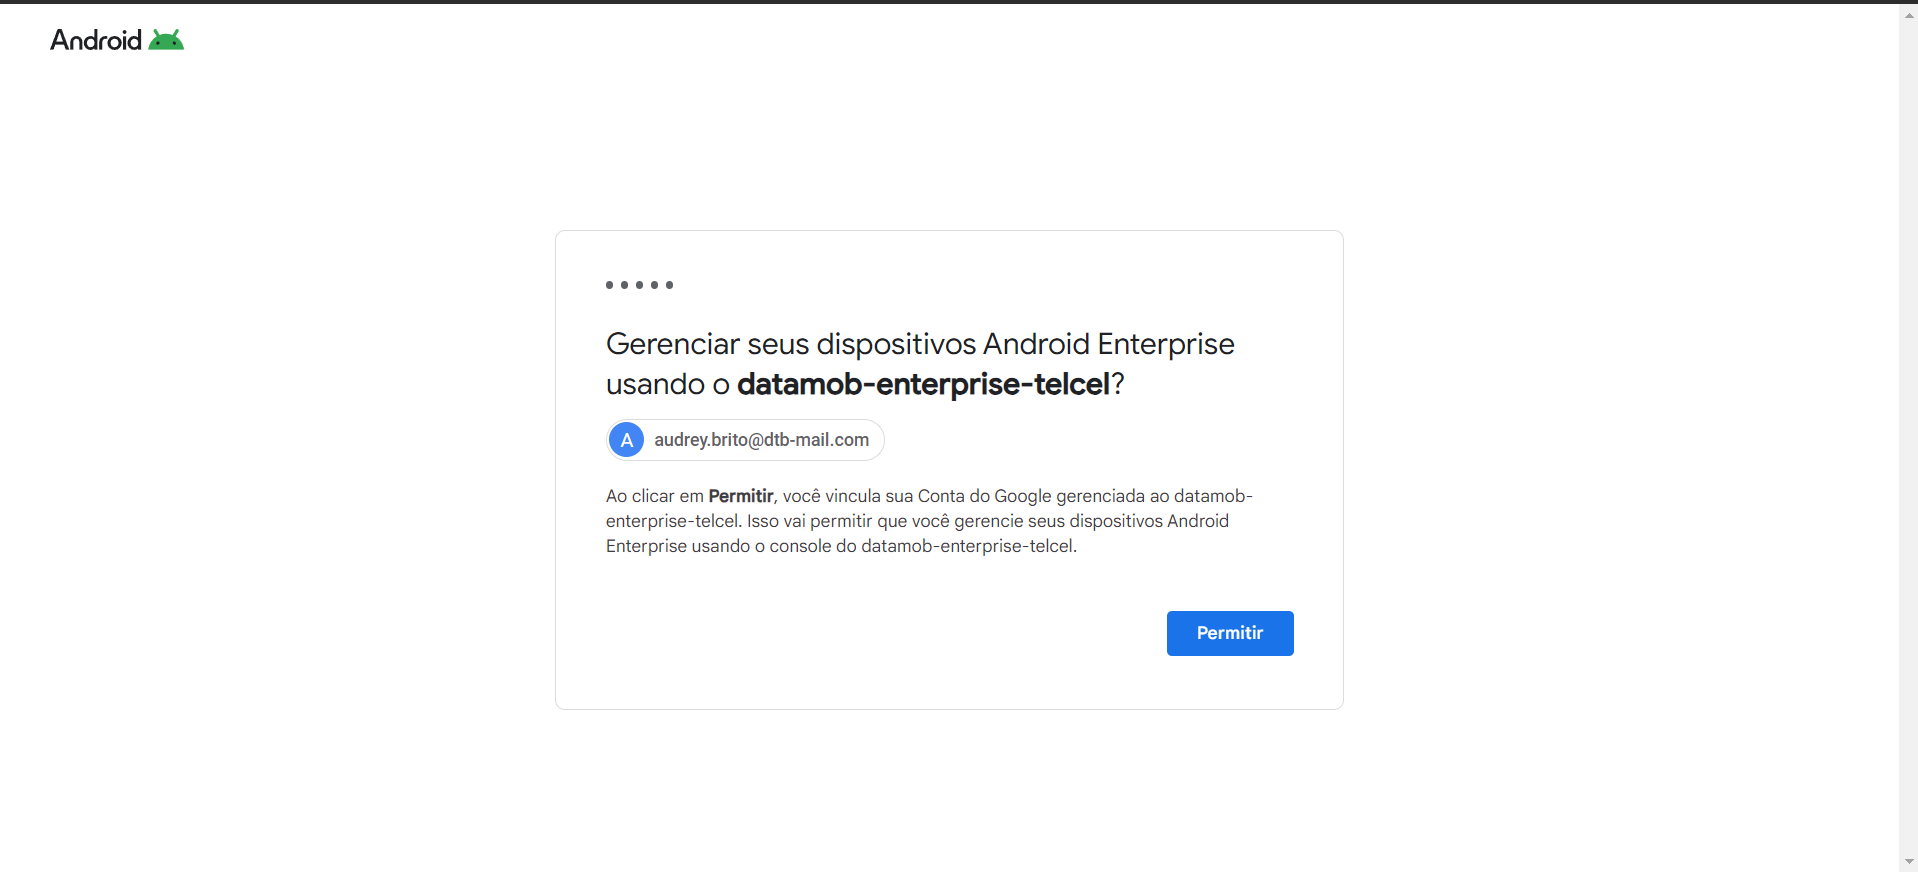 Android
Gerenciar seus dispositivos Android Enterprise
usando o datamob-enterprise-telcel?
A audrey.brito@dtb-mail.com
Ao clicar em Permitir, você vincula sua Conta do Google gerenciada ao datamob-
enterprise-telcel. Isso vai permitir que você gerencie seus dispositivos Android
Enterprise usando o console do datamob-enterprise-telcel.
Permitir